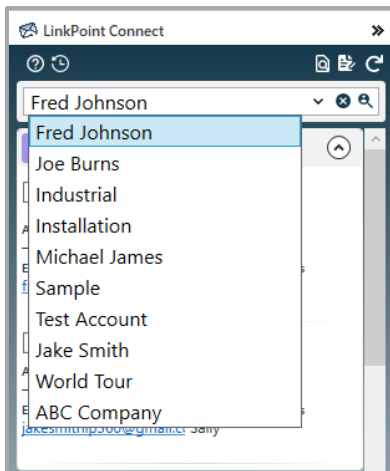 LinkPoint Connect
Fred Johnson
Fred Johnson
Joe Burns
Industrial
Installation
Michael James
Sample
Test Account
Jake Smith
World Tour
ABC Company
jakesmithlp360@gmail.c Sally